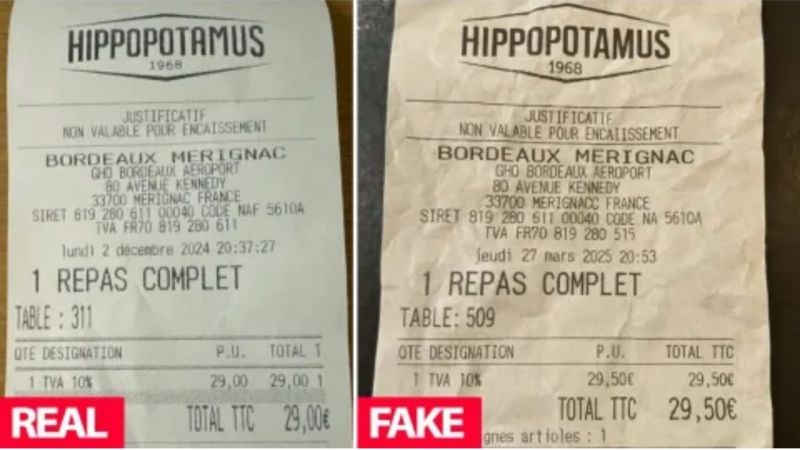 HIPPOPOTAMUS
1968
JUSTIFICATIF
NON VALABLE POUR ENCAISSEMENT
BORDEAUX MERIGNAC
GHO BORDEAUX AEROPORT
80 AVENUE KENNEDY
33700 MERIGNAC FRANCE
SIRET 819 280 611 00040 CODE NAF 5610A
TVA FR70 819 280 611
lundi 2 décembre 2024 20:37:27
1 REPAS COMPLET
TABLE : 311
QTE DESIGNATION P.U. TOTAL T
1 TVA 10% 29,00 29,00 1
TOTAL TTC 29,00€
REAL
HIPPOPOTAMUS
1968
JUSTIFICATIF
NON VALABLE POUR ENCAIISSEMENT
BORDEAUX MERIGNAC
GHO BORDEAUX AEROPORT
80 AVENUE KENNEDY
33700 MERIGNACC FRANCE
SIRET 819 280 611 00040 CODE NA 5610A
TVA FR70 819 280 515
jeudi 27 mars 2025 20:53
1 REPAS COMPLET
TABLE: 509
QTE DESIGNATION P.U. TOTAL TTC
1 TVA 10% 29,50€ 29,50€
TOTAL TTC 29,50€
gnes artioles : 1
FAKE